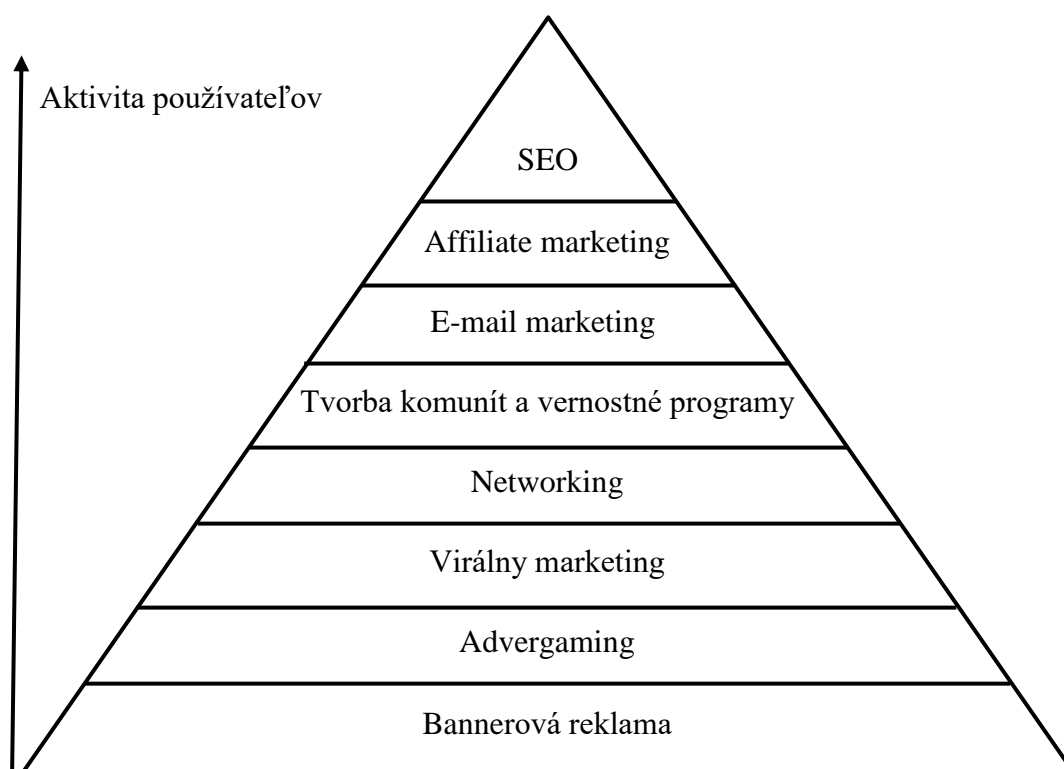 Aktivita používateľov
SEO
Affiliate marketing
E-mail marketing
Tvorba komunít a vernostné programy
Networking
Virálny marketing
Advergaming
Bannerová reklama